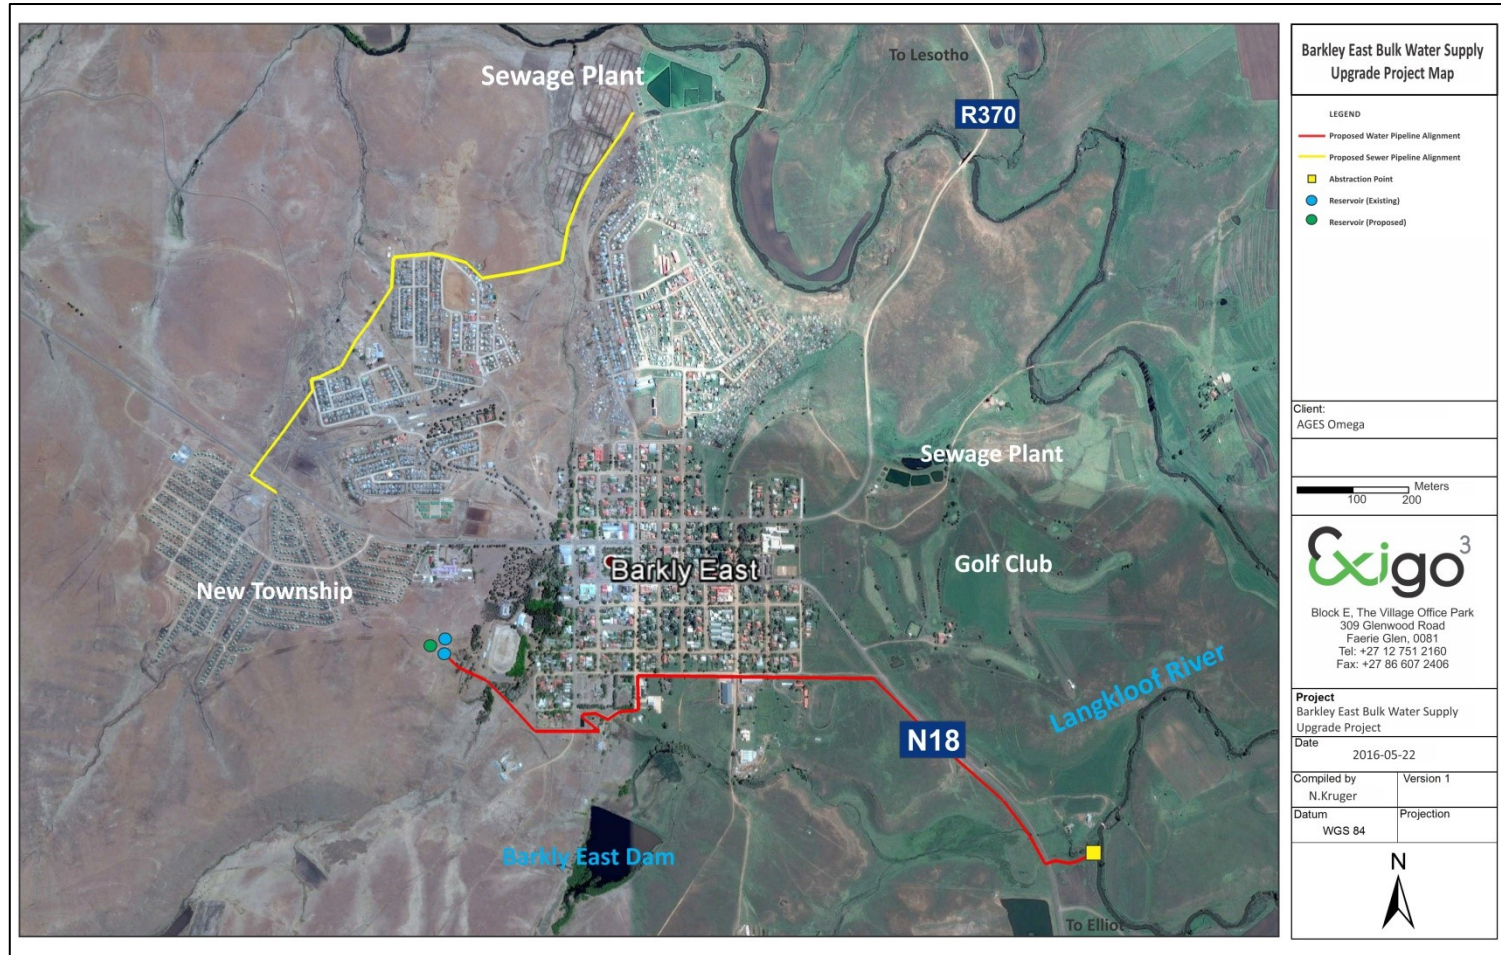 To Lesotho
Sewage Plant
R370
Sewage Plant
Golf Club
Barkly East
New Township
Langkloof River
N18
Barkly East Dam
To Elliot
Barkley East Bulk Water Supply
Upgrade Project Map
LEGEND
Proposed Water Pipeline Alignment
Proposed Sewer Pipeline Alignment
Abstraction Point
Reservoir (Existing)
Reservoir (Proposed)
Client:
AGES Omega
Meters
100 200
Exigo3
Block E, The Village Office Park
309 Glenwood Road
Faerie Glen, 0081
Tel: +27 12 751 2160
Fax: +27 86 607 2406
Project
Barkley East Bulk Water Supply
Upgrade Project
Date
2016-05-22
Compiled by Version 1
N.Kruger
Datum Projection
WGS 84
N